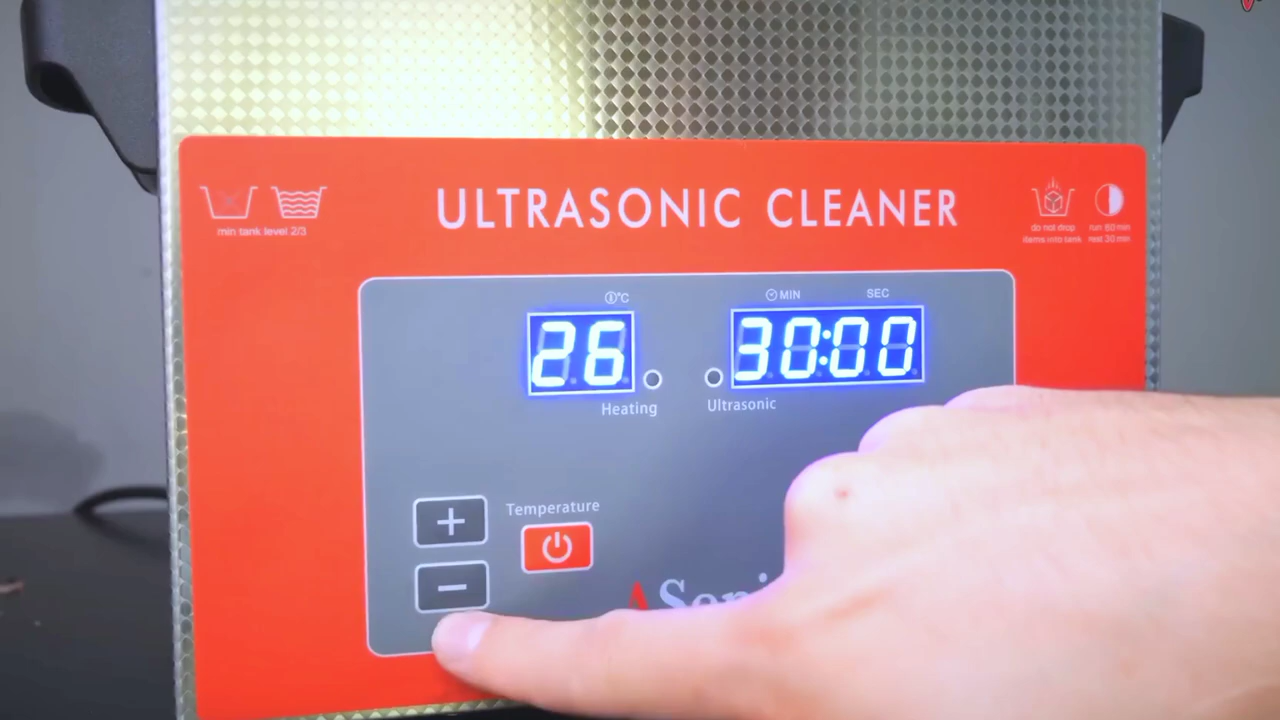 ULTRASONIC CLEANER
min tank level 2/3
do not drop
items into tank
run 60 min
rest 30 min
°C
MIN
SEC
26
30:00
Heating
Ultrasonic
+
Temperature
−